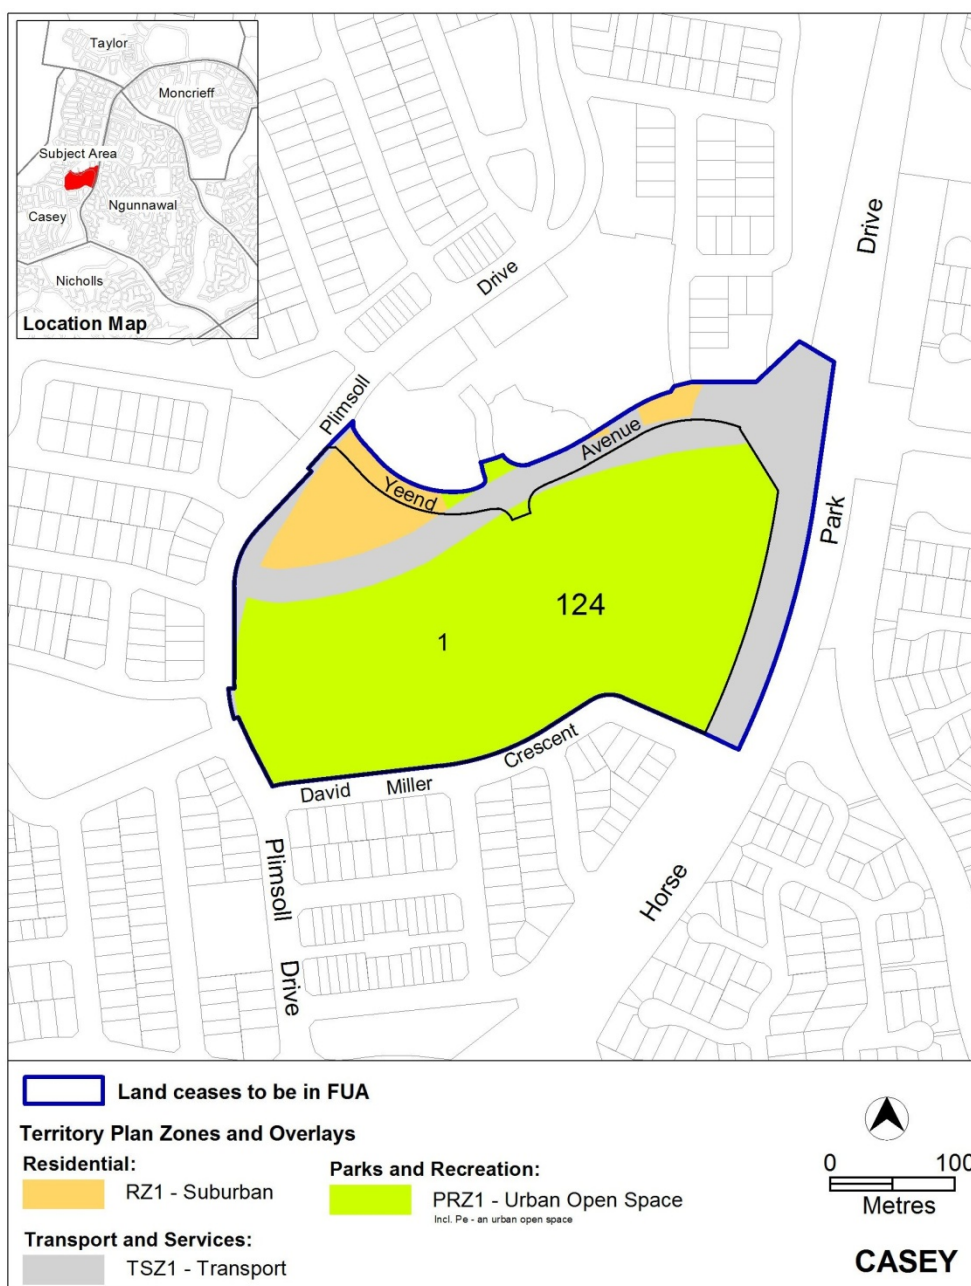 Taylor
Moncrieff
Subject Area
Ngunnawal
Casey
Nicholls
Location Map
Drive
Drive
Plimsoll
Avenue
Yeend
Park
124
1
Crescent
David Miller
Plimsoll
Horse
Drive
Land ceases to be in FUA
Territory Plan Zones and Overlays
Residential:
RZ1 - Suburban
Parks and Recreation:
PRZ1 - Urban Open Space
Incl. Pe - an urban open space
Transport and Services:
TSZ1 - Transport
0 100
Metres
CASEY